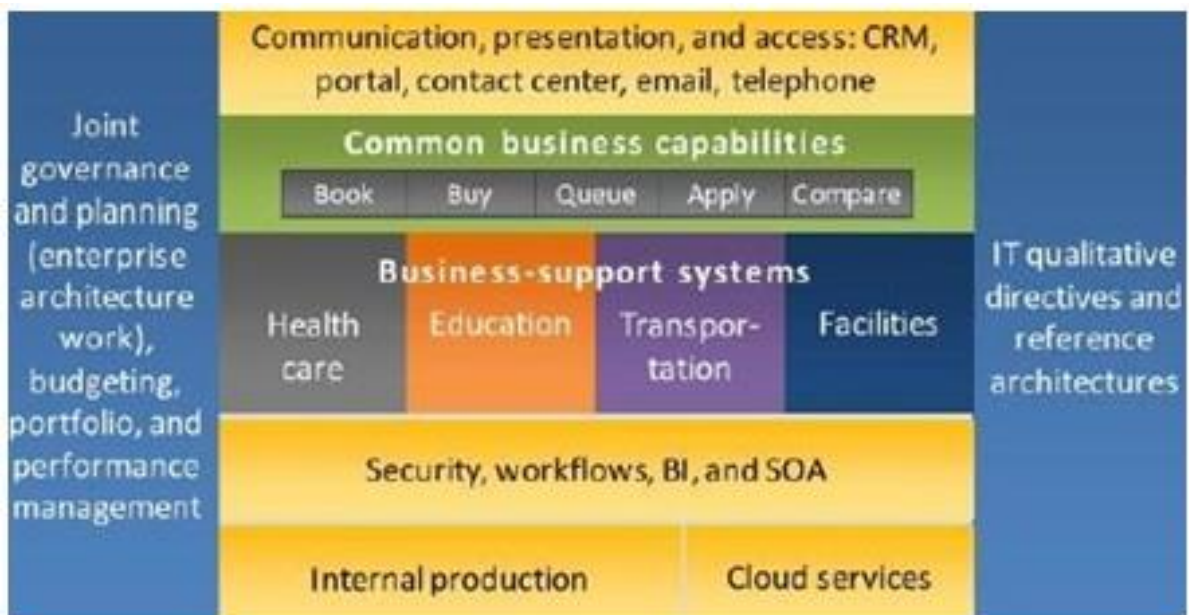 Joint
governance
and planning
(enterprise
architecture
work),
budgeting,
portfolio, and
performance
management
Communication, presentation, and access: CRM,
portal, contact center, email, telephone
Common business capabilities
Book Buy Queue Apply Compare
Business-support systems
Health
care
Education
Transpor-
tation
Facilities
Security, workflows, BI, and SOA
Internal production
Cloud services
IT qualitative
directives and
reference
architectures